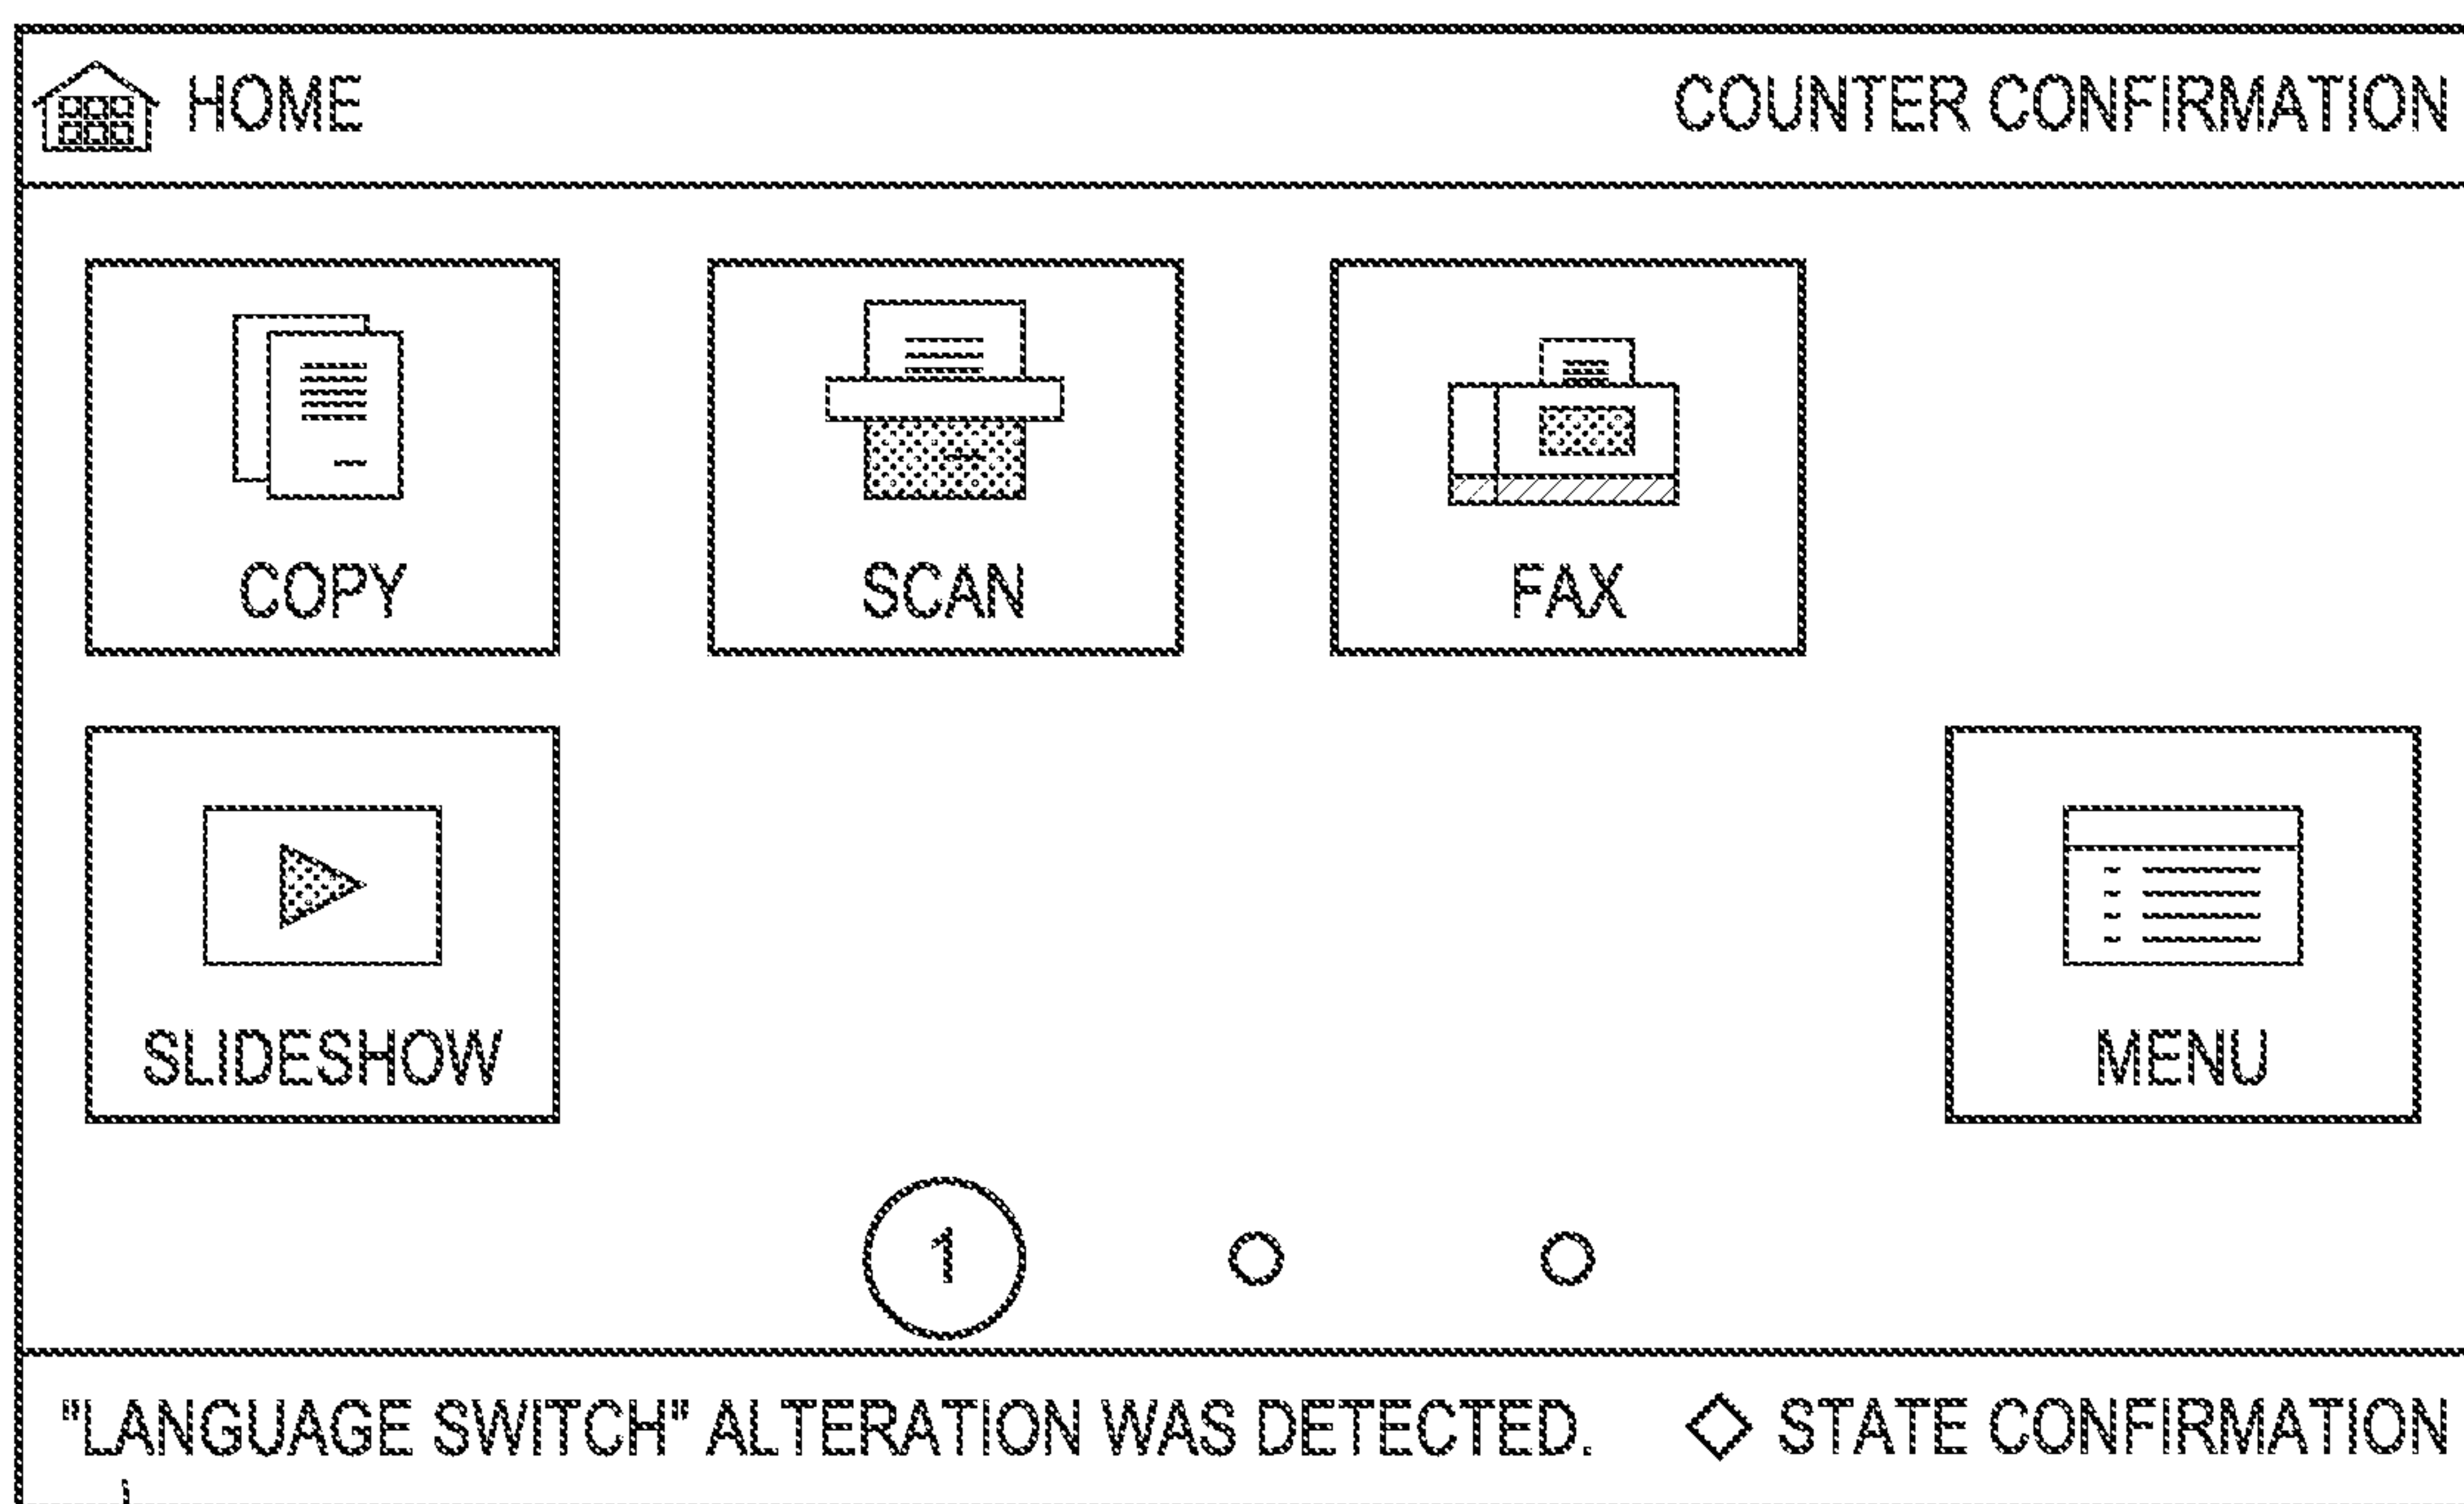 HOME COUNTER CONFIRMATION
COPY SCAN FAX
SLIDESHOW MENU
1
"LANGUAGE SWITCH" ALTERATION WAS DETECTED. ◇ STATE CONFIRMATION